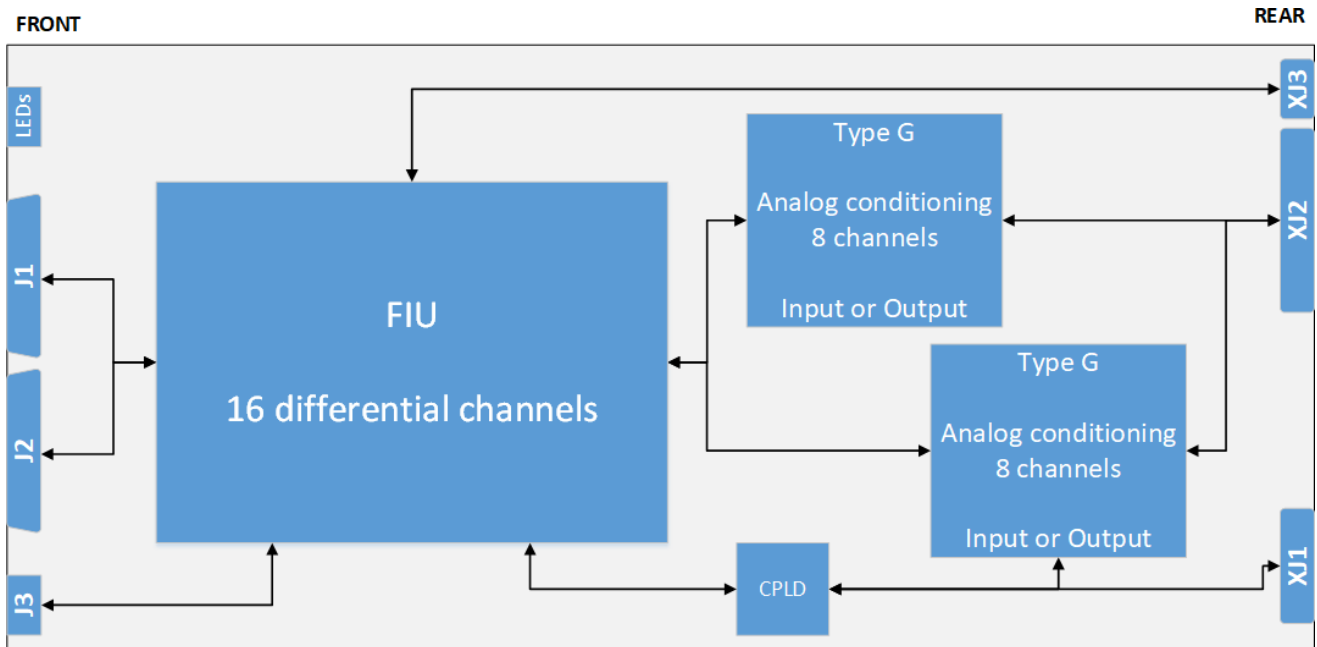 FRONT
REAR
LEDs
XJ3
Type G
Analog conditioning
8 channels
Input or Output
XJ2
J1
FIU
16 differential channels
Type G
Analog conditioning
8 channels
Input or Output
J2
XJ1
CPLD
J3